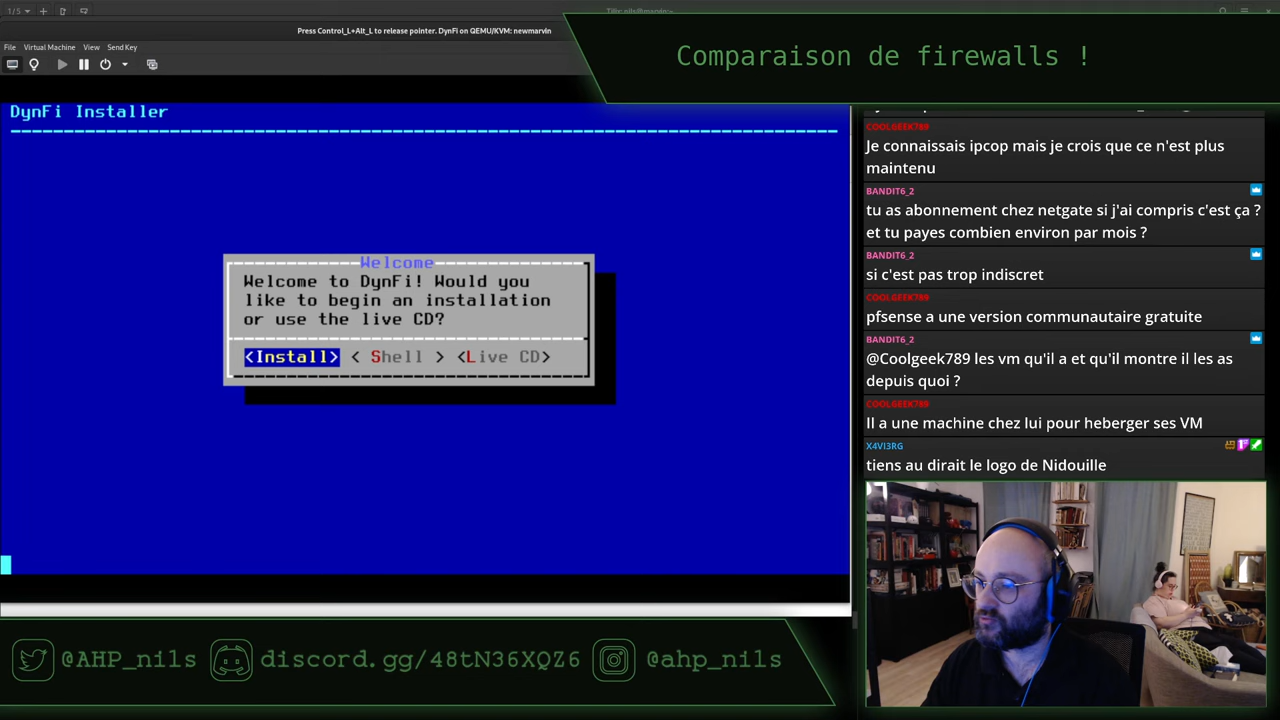 1/5
Press Control_L+Alt_L to release pointer. DynFi on QEMU/KVM: newmarvin
File Virtual Machine View Send Key
Comparaison de firewalls !
DynFi Installer
Welcome
Welcome to DynFi! Would you
like to begin an installation
or use the live CD?
<Install> < Shell > <Live CD>
COOLGEEK789
Je connaissais ipcop mais je crois que ce n'est plus
maintenu
BANDIT6_2
tu as abonnement chez netgate si j'ai compris c'est ça ?
et tu payes combien environ par mois ?
BANDIT6_2
si c'est pas trop indiscret
COOLGEEK789
pfsense a une version communautaire gratuite
BANDIT6_2
@Coolgeek789 les vm qu'il a et qu'il montre il les as
depuis quoi ?
COOLGEEK789
Il a une machine chez lui pour heberger ses VM
X4VI3RG
tiens au dirait le logo de Nidouille
@AHP_nils discord.gg/48tN36XQZ6 @ahp_nils